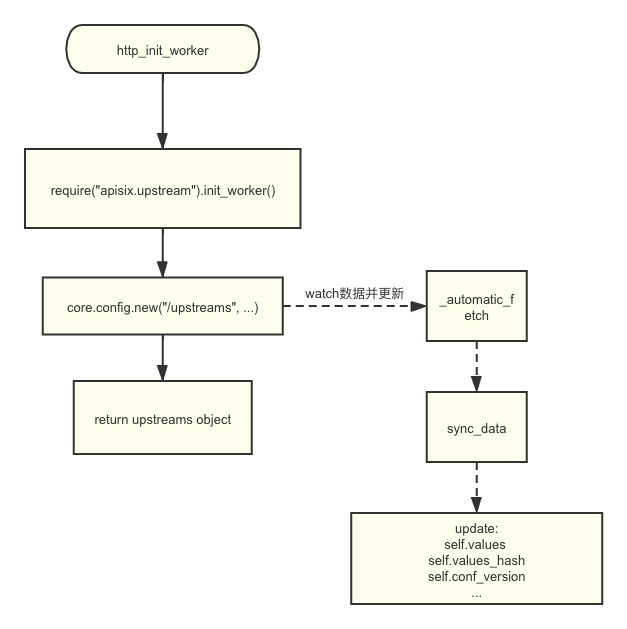 http_init_worker
require("apisix.upstream").init_worker()
core.config.new("/upstreams", ...)
watch数据并更新
_automatic_f
etch
return upstreams object
sync_data
update:
self.values
self.values_hash
self.conf_version
...